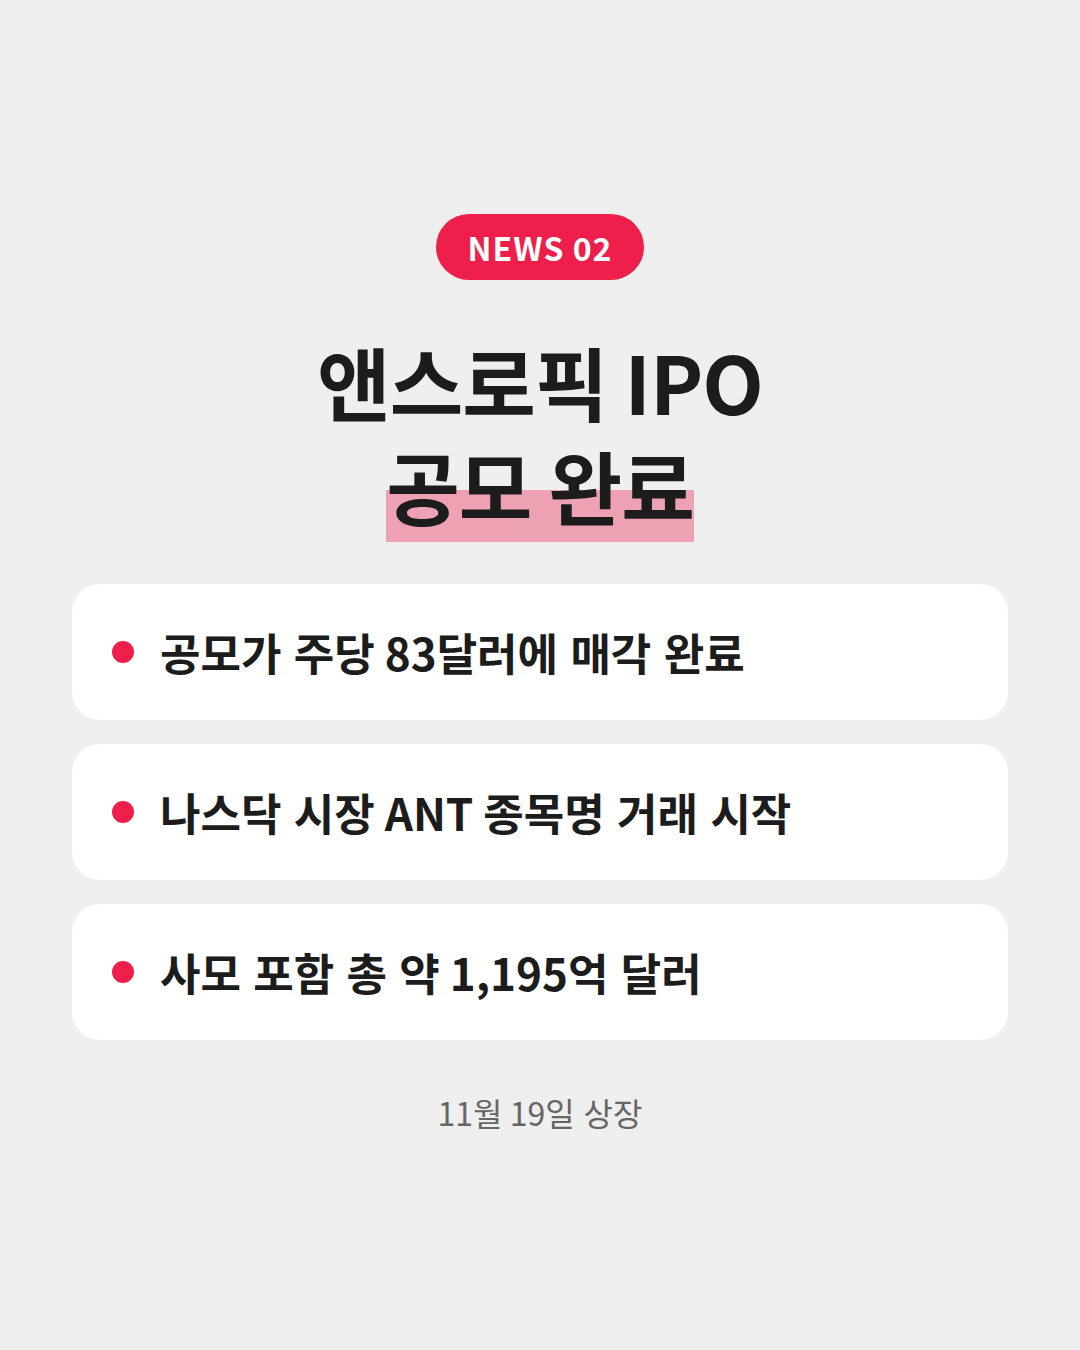 NEWS 02
앤스로픽 IPO
공모 완료
공모가 주당 83달러에 매각 완료
나스닥 시장 ANT 종목명 거래 시작
사모 포함 총 약 1,195억 달러
11월 19일 상장